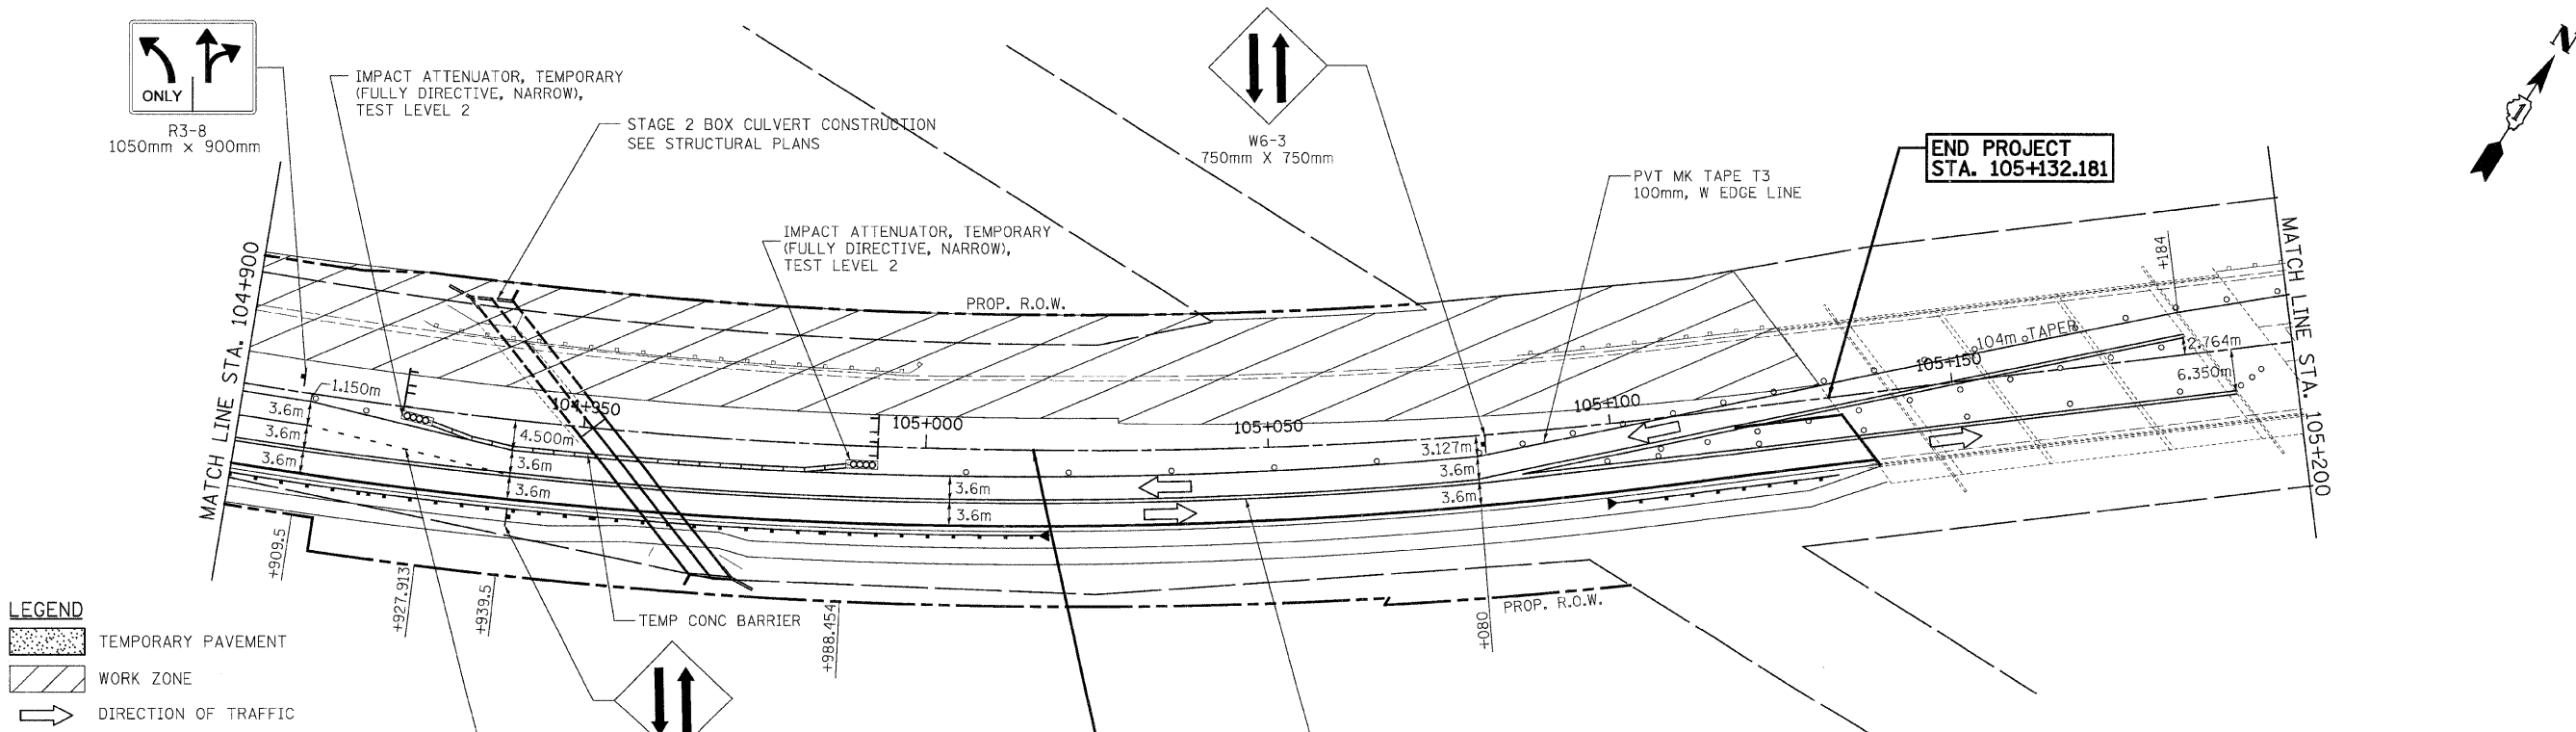 ONLY
R3-8
1050mm × 900mm
IMPACT ATTENUATOR, TEMPORARY
(FULLY DIRECTIVE, NARROW),
TEST LEVEL 2
STAGE 2 BOX CULVERT CONSTRUCTION
SEE STRUCTURAL PLANS
IMPACT ATTENUATOR, TEMPORARY
(FULLY DIRECTIVE, NARROW),
TEST LEVEL 2
W6-3
750mm X 750mm
PVT MK TAPE T3
100mm, W EDGE LINE
END PROJECT
STA. 105+132.181
N
MATCH LINE STA. 104+900
MATCH LINE STA. 105+200
PROP. R.O.W.
+184
104m TAPER
105+150
2.764m
6.350m
1.150m
3.6m
3.6m
3.6m
104+950
4.500m
3.6m
3.6m
105+000
105+050
105+100
3.127m
3.6m
3.6m
3.6m
3.6m
+909.5
+927.913
+939.5
+988.454
+080
TEMP CONC BARRIER
PROP. R.O.W.
LEGEND
TEMPORARY PAVEMENT
WORK ZONE
DIRECTION OF TRAFFIC